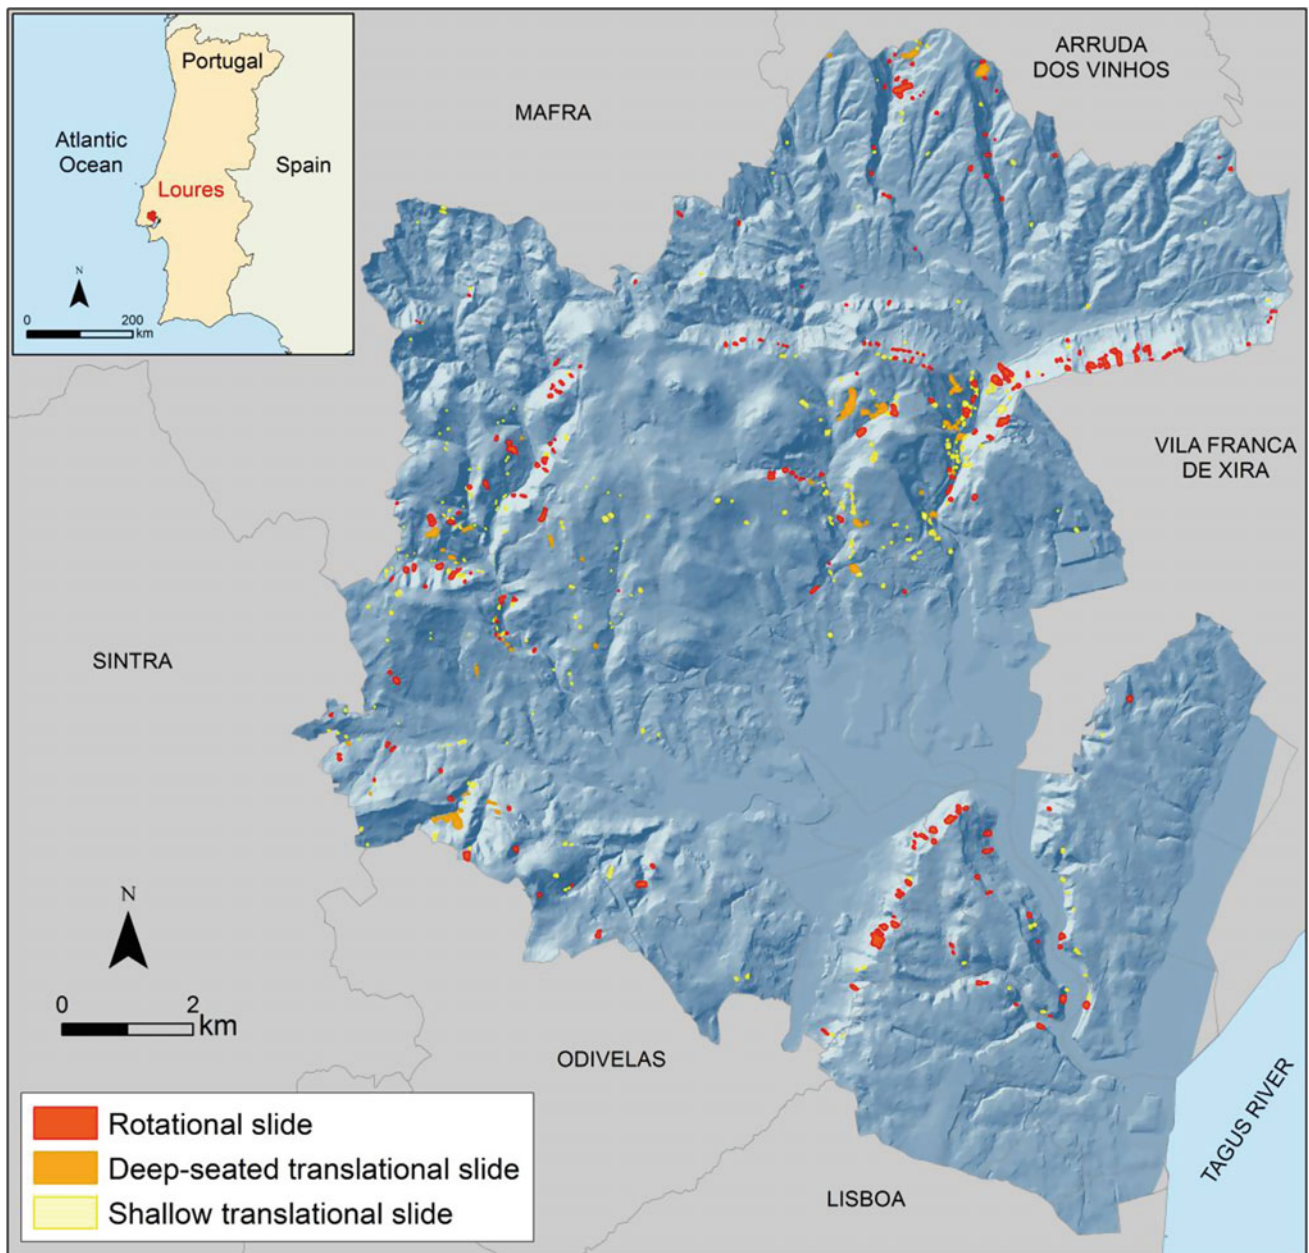 Portugal
Atlantic
Ocean
Spain
Loures
N
0 200
km
MAFRA
ARRUDA
DOS VINHOS
VILA FRANCA
DE XIRA
SINTRA
N
0 2
km
ODIVELAS
LISBOA
TAGUS RIVER
Rotational slide
Deep-seated translational slide
Shallow translational slide